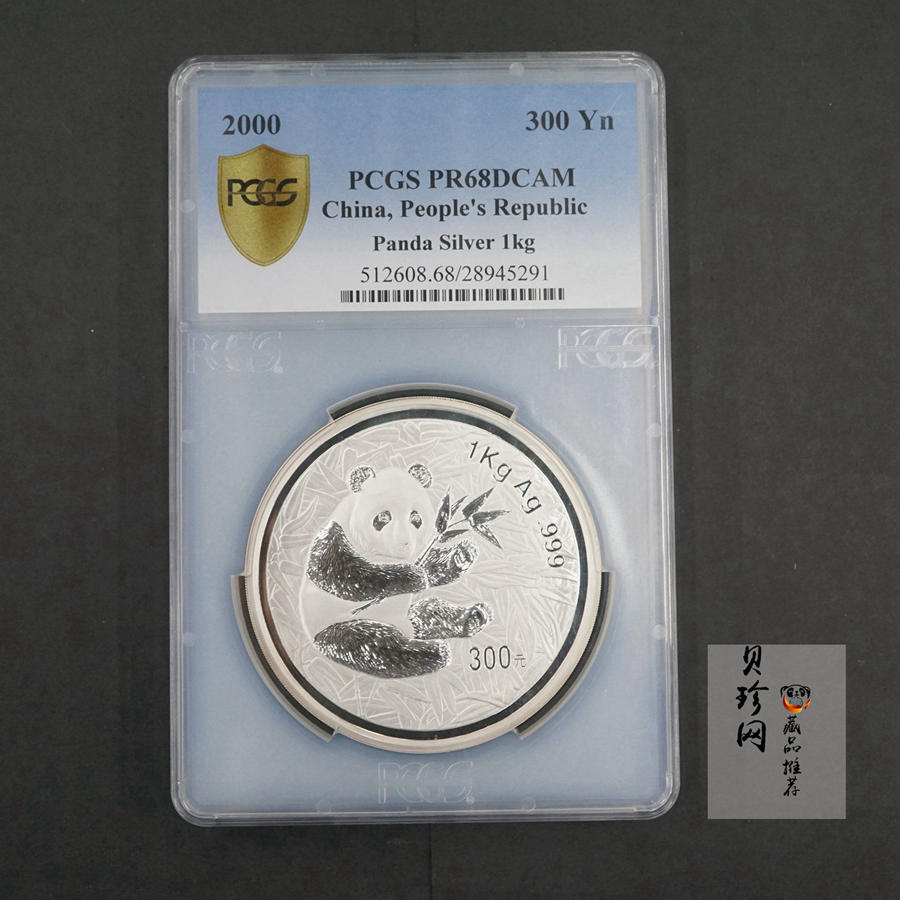 2000
300 Yn
PCGS
PCGS PR68DCAM
China, People's Republic
Panda Silver 1kg
512608.68/28945291
PCGS
PCGS
1Kg Ag .999
300元
PCGS
贝珍网
藏品推荐